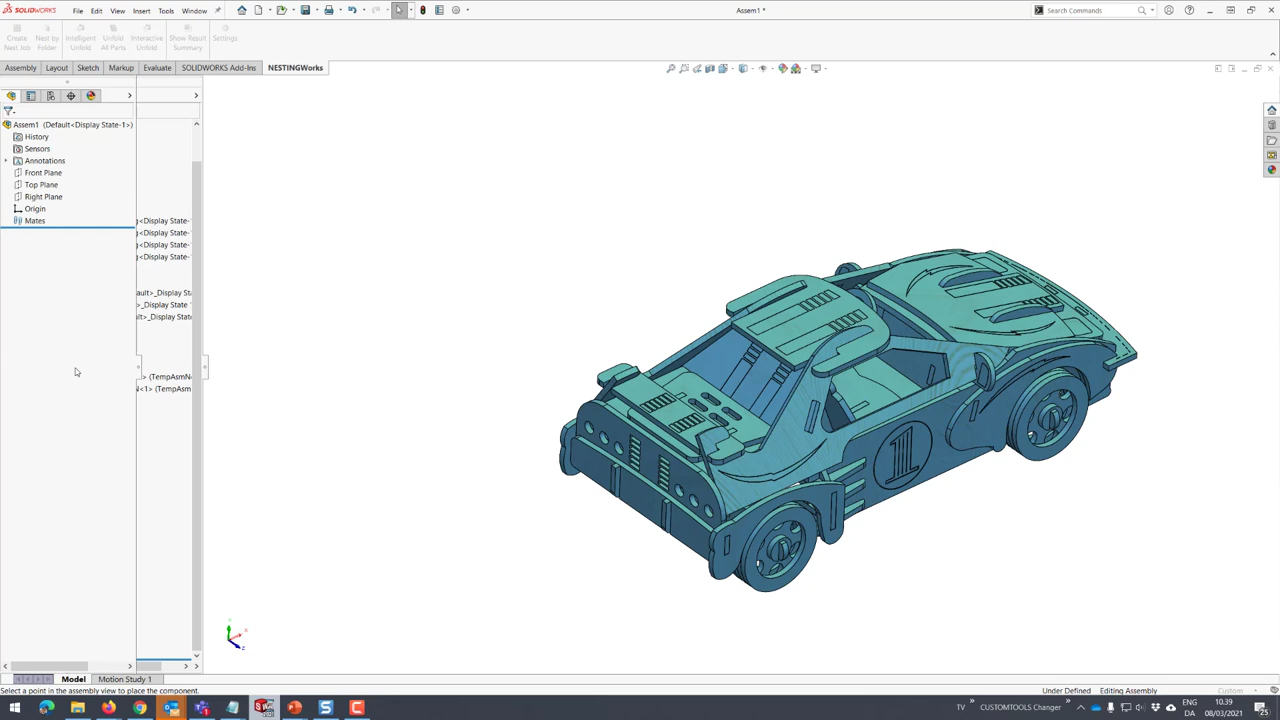 SOLIDWORKS File Edit View Insert Tools Window Assem1 * Search Commands
Create Nest Job
Nest by Folder
Intelligent Unfold
Unfold All Parts
Interactive Unfold
Show Result Summary
Settings
Assembly Layout Sketch Markup Evaluate SOLIDWORKS Add-Ins NESTINGWorks
Assem1 (Default<Display State-1>)
History
Sensors
Annotations
Front Plane
Top Plane
Right Plane
Origin
Mates
g<Display State-
g<Display State-
g<Display State-
g<Display State-
ault>_Display Sta
>_Display State
lt>_Display State
> (TempAsmN
N<1> (TempAsm
1
Model Motion Study 1
Select a point in the assembly view to place the component. Under Defined Editing Assembly Custom
TV CUSTOMTOOLS Changer ENG 10.39
DA 08/03/2021 25